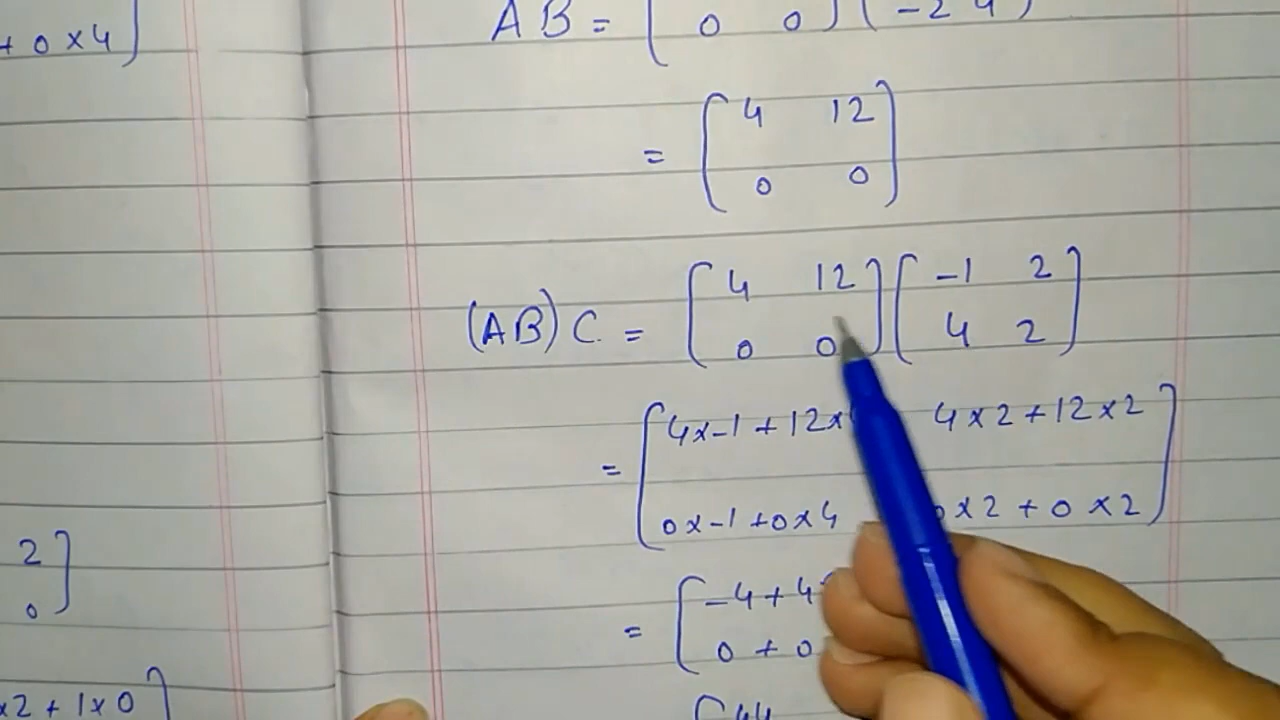 + 0 x 4 ]
2 ]
0
x 2 + 1 x 0 ]
AB = [ 0 0 ] ( -2 4 )
= [ 4 12
0 0 ]
(AB) C = [ 4 12 ] [ -1 2 ]
0 0 4 2
= [ 4 x -1 + 12 x 4 x 2 + 12 x 2 ]
0 x -1 + 0 x 4 0 x 2 + 0 x 2
= [ -4 + 4
0 + 0
[ 44